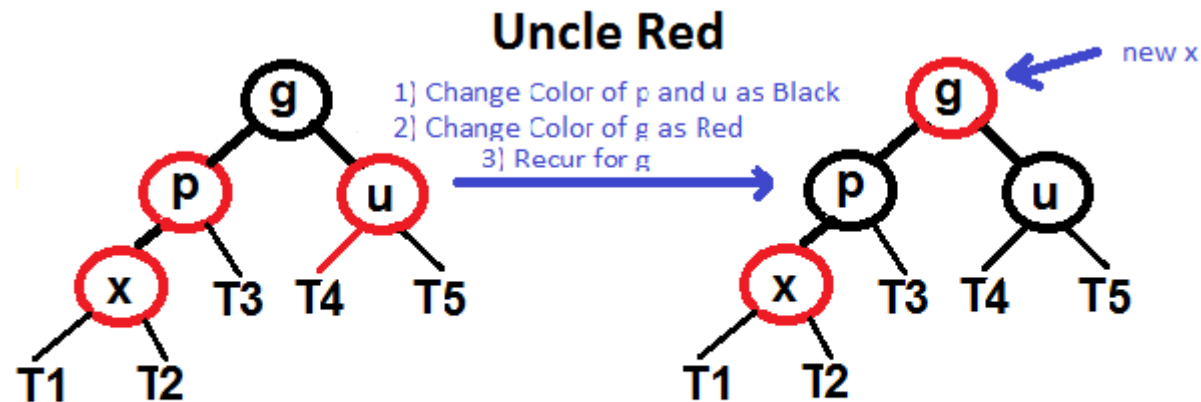 Uncle Red
new x
g
1) Change Color of p and u as Black
2) Change Color of g as Red
3) Recur for g
g
p
u
p
u
x
T3
T4
T5
x
T3
T4
T5
T1
T2
T1
T2